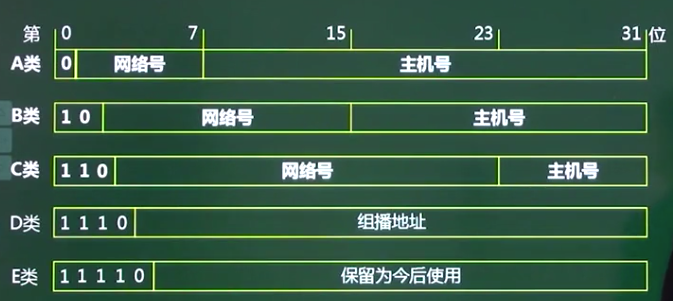 第 0 7 15 23 31 位
A类 0 网络号 主机号
B类 1 0 网络号 主机号
C类 1 1 0 网络号 主机号
D类 1 1 1 0 组播地址
E类 1 1 1 1 0 保留为今后使用